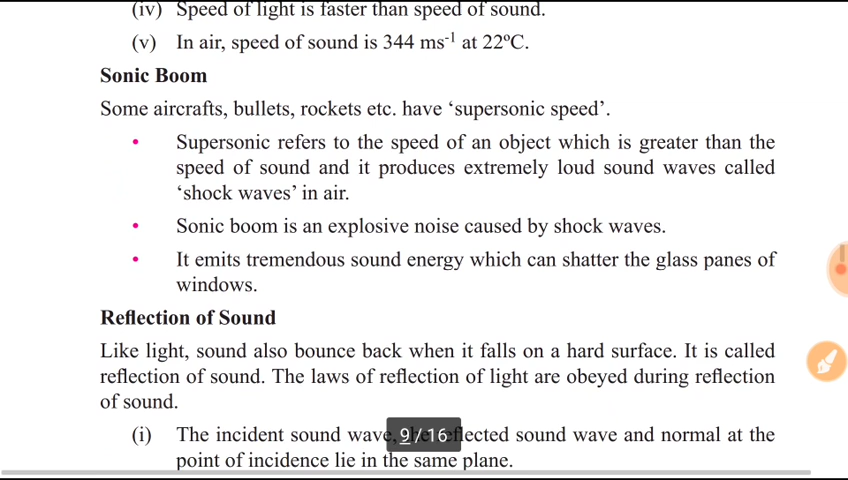 (iv) Speed of light is faster than speed of sound.
(v) In air, speed of sound is 344 ms⁻¹ at 22ºC.
Sonic Boom
Some aircrafts, bullets, rockets etc. have ‘supersonic speed’.
• Supersonic refers to the speed of an object which is greater than the
speed of sound and it produces extremely loud sound waves called
‘shock waves’ in air.
• Sonic boom is an explosive noise caused by shock waves.
• It emits tremendous sound energy which can shatter the glass panes of
windows.
Reflection of Sound
Like light, sound also bounce back when it falls on a hard surface. It is called
reflection of sound. The laws of reflection of light are obeyed during reflection
of sound.
(i) The incident sound wave, the reflected sound wave and normal at the
9/16
point of incidence lie in the same plane.